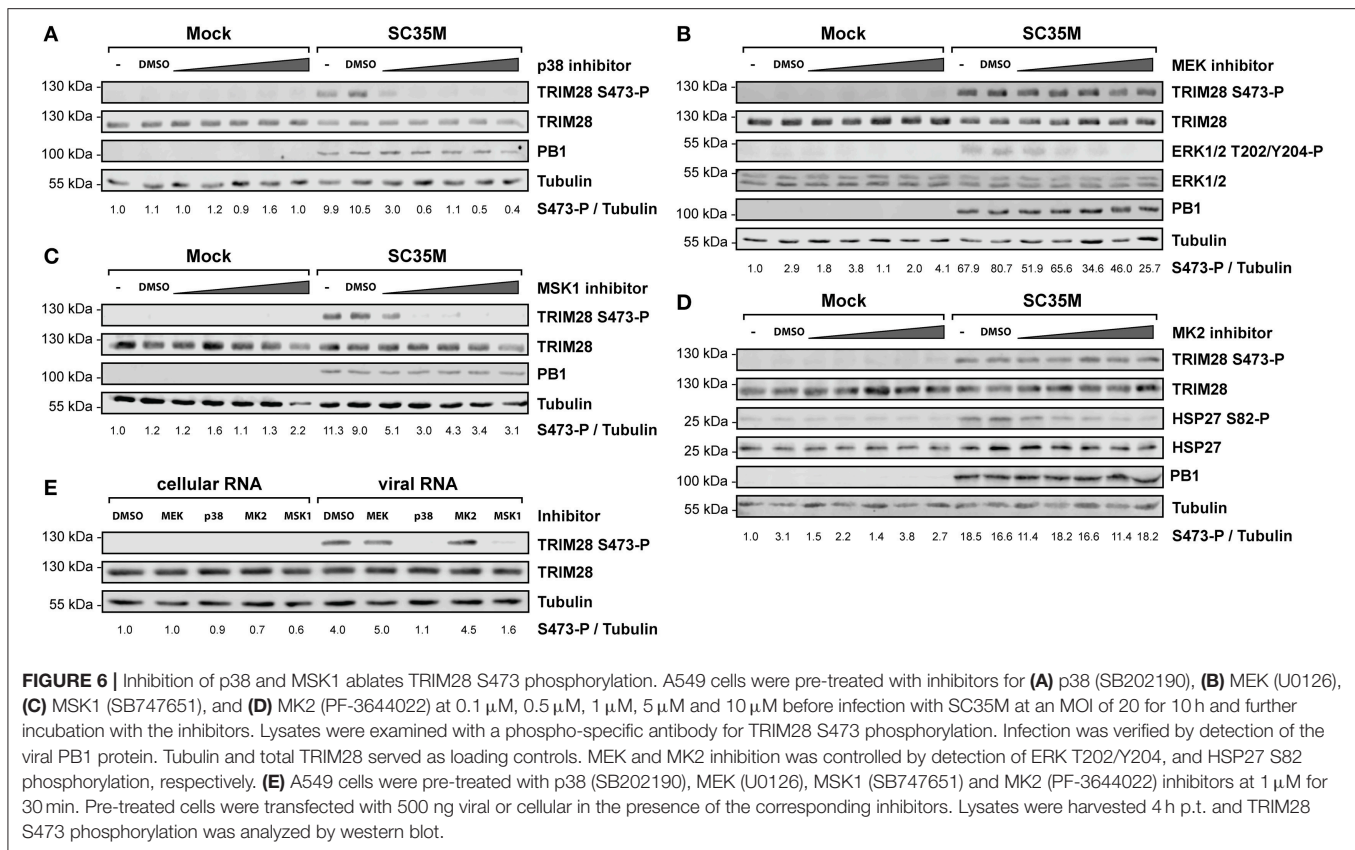 A
Mock SC35M
- DMSO - DMSO p38 inhibitor
130 kDa - TRIM28 S473-P
130 kDa - TRIM28
100 kDa - PB1
55 kDa - Tubulin
1.0 1.1 1.0 1.2 0.9 1.6 1.0 9.9 10.5 3.0 0.6 1.1 0.5 0.4 S473-P / Tubulin
B
Mock SC35M
- DMSO - DMSO MEK inhibitor
130 kDa - TRIM28 S473-P
130 kDa - TRIM28
55 kDa - ERK1/2 T202/Y204-P
55 kDa - ERK1/2
100 kDa - PB1
55 kDa - Tubulin
1.0 2.9 1.8 3.8 1.1 2.0 4.1 67.9 80.7 51.9 65.6 34.6 46.0 25.7 S473-P / Tubulin
C
Mock SC35M
- DMSO - DMSO MSK1 inhibitor
130 kDa - TRIM28 S473-P
130 kDa - TRIM28
100 kDa - PB1
55 kDa - Tubulin
1.0 1.2 1.2 1.6 1.1 1.3 2.2 11.3 9.0 5.1 3.0 4.3 3.4 3.1 S473-P / Tubulin
D
Mock SC35M
- DMSO - DMSO MK2 inhibitor
130 kDa - TRIM28 S473-P
130 kDa - TRIM28
25 kDa - HSP27 S82-P
25 kDa - HSP27
100 kDa - PB1
55 kDa - Tubulin
1.0 3.1 1.5 2.2 1.4 3.8 2.7 18.5 16.6 11.4 18.2 16.6 11.4 18.2 S473-P / Tubulin
E
cellular RNA viral RNA
DMSO MEK p38 MK2 MSK1 DMSO MEK p38 MK2 MSK1 Inhibitor
130 kDa - TRIM28 S473-P
130 kDa - TRIM28
55 kDa - Tubulin
1.0 1.0 0.9 0.7 0.6 4.0 5.0 1.1 4.5 1.6 S473-P / Tubulin
FIGURE 6 | Inhibition of p38 and MSK1 ablates TRIM28 S473 phosphorylation. A549 cells were pre-treated with inhibitors for (A) p38 (SB202190), (B) MEK (U0126),
(C) MSK1 (SB747651), and (D) MK2 (PF-3644022) at 0.1 μM, 0.5 μM, 1 μM, 5 μM and 10 μM before infection with SC35M at an MOI of 20 for 10 h and further
incubation with the inhibitors. Lysates were examined with a phospho-specific antibody for TRIM28 S473 phosphorylation. Infection was verified by detection of the
viral PB1 protein. Tubulin and total TRIM28 served as loading controls. MEK and MK2 inhibition was controlled by detection of ERK T202/Y204, and HSP27 S82
phosphorylation, respectively. (E) A549 cells were pre-treated with p38 (SB202190), MEK (U0126), MSK1 (SB747651) and MK2 (PF-3644022) inhibitors at 1 μM for
30 min. Pre-treated cells were transfected with 500 ng viral or cellular in the presence of the corresponding inhibitors. Lysates were harvested 4 h p.t. and TRIM28
S473 phosphorylation was analyzed by western blot.